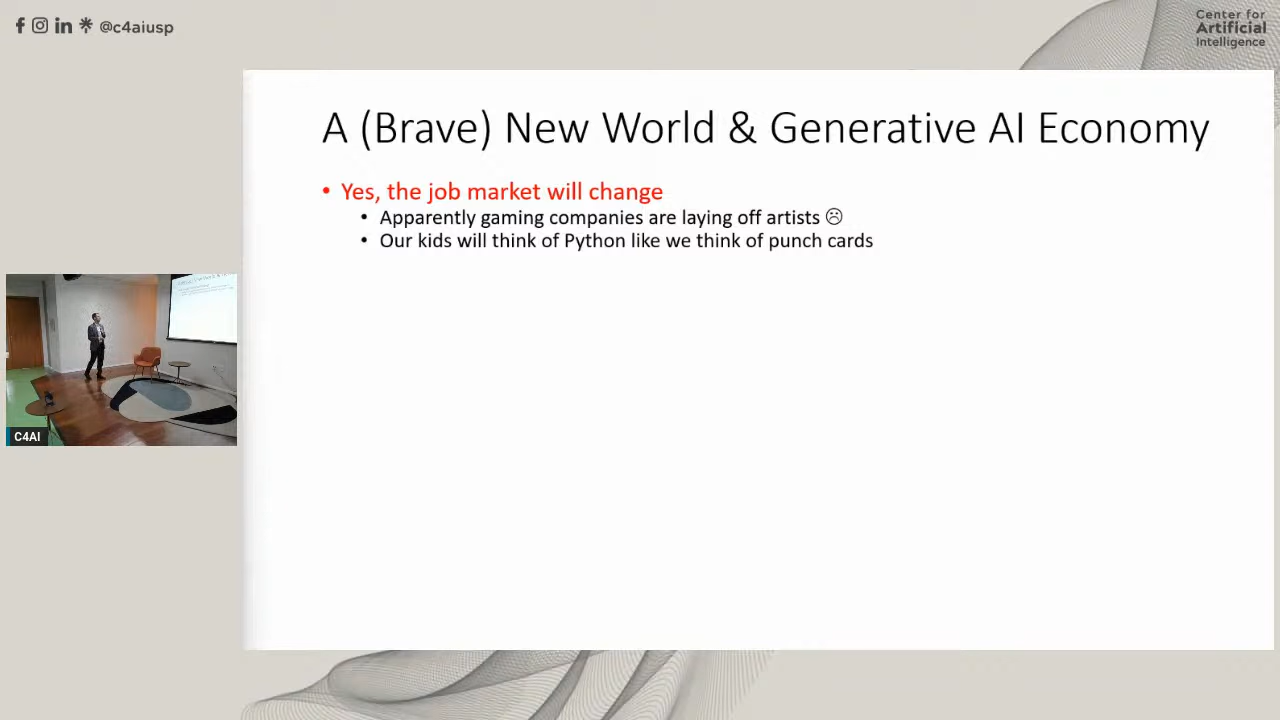 @c4aiusp
Center for
Artificial
Intelligence
A (Brave) New World & Generative AI Economy
• Yes, the job market will change
• Apparently gaming companies are laying off artists ☹
• Our kids will think of Python like we think of punch cards
C4AI